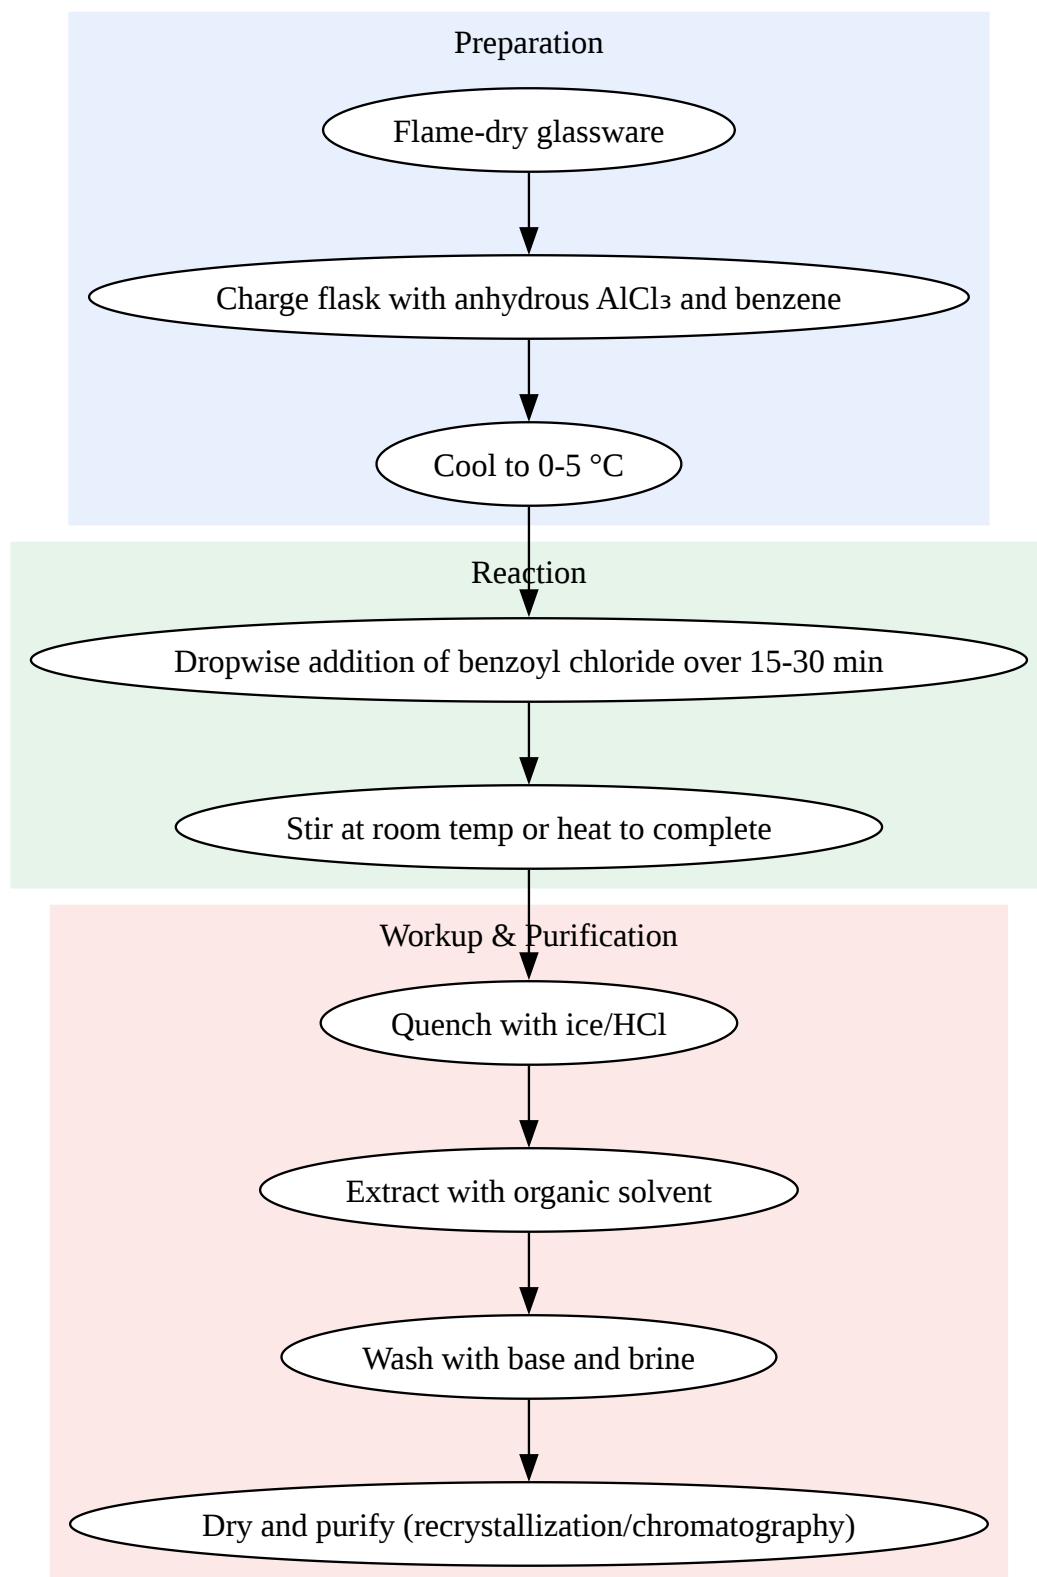 Preparation
Flame-dry glassware
Charge flask with anhydrous AlCl₃ and benzene
Cool to 0-5 °C
Reaction
Dropwise addition of benzoyl chloride over 15-30 min
Stir at room temp or heat to complete
Workup & Purification
Quench with ice/HCl
Extract with organic solvent
Wash with base and brine
Dry and purify (recrystallization/chromatography)